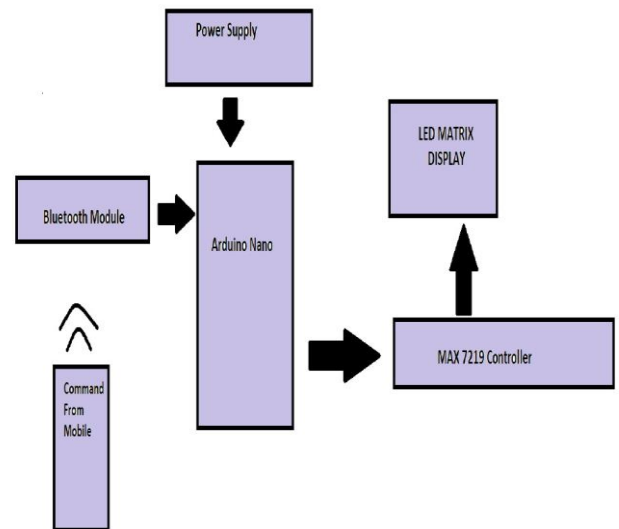 Power Supply
LED MATRIX
DISPLAY
Bluetooth Module
Arduino Nano
MAX 7219 Controller
Command
From
Mobile